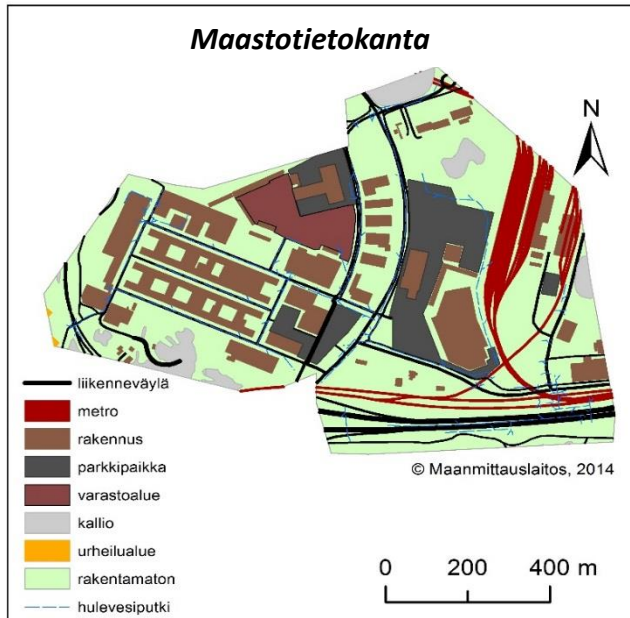 Maastotietokanta
N
liikenneväylä
metro
rakennus
parkkipaikka
varastoalue
kallio
urheilualue
rakentamaton
hulevesiputki
© Maanmittauslaitos, 2014
0 200 400 m